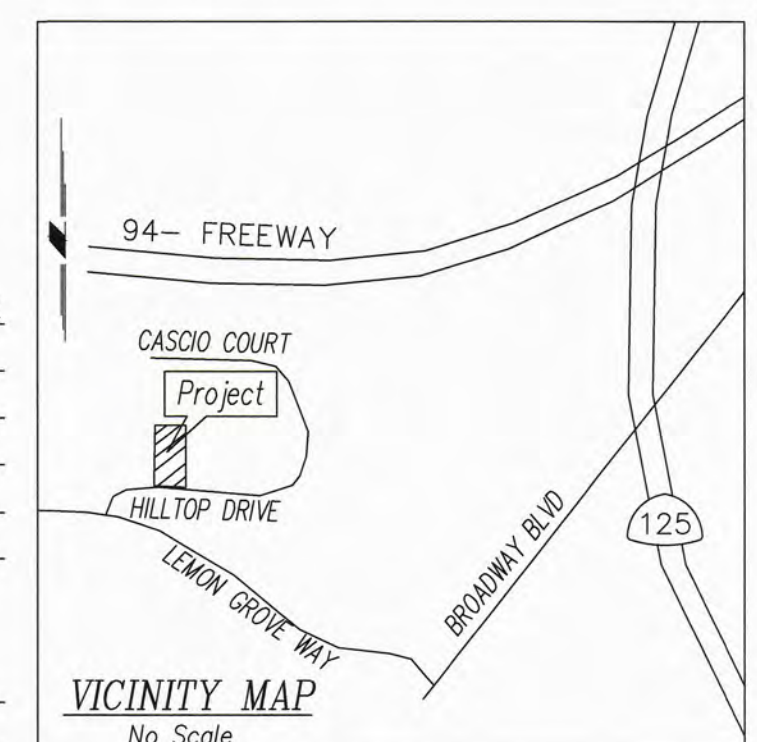 94- FREEWAY
CASCIO COURT
Project
HILLTOP DRIVE
LEMON GROVE WAY
BROADWAY BLVD
125
VICINITY MAP
No Scale